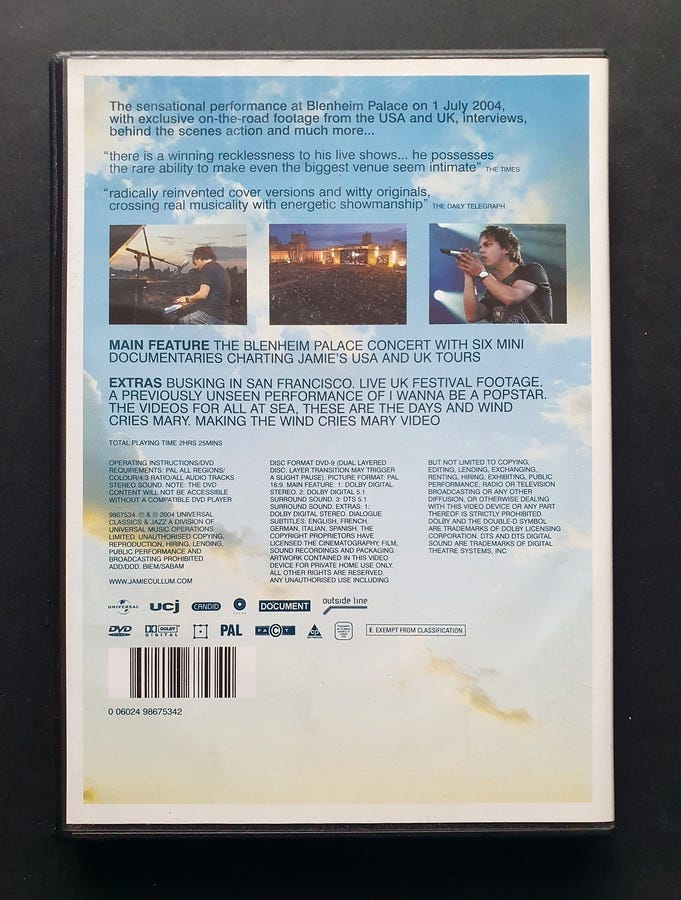 The sensational performance at Blenheim Palace on 1 July 2004,
with exclusive on-the-road footage from the USA and UK, interviews,
behind the scenes action and much more...
“there is a winning recklessness to his live shows... he possesses
the rare ability to make even the biggest venue seem intimate” THE TIMES
“radically reinvented cover versions and witty originals,
crossing real musicality with energetic showmanship” THE DAILY TELEGRAPH
MAIN FEATURE THE BLENHEIM PALACE CONCERT WITH SIX MINI
DOCUMENTARIES CHARTING JAMIE'S USA AND UK TOURS
EXTRAS BUSKING IN SAN FRANCISCO. LIVE UK FESTIVAL FOOTAGE.
A PREVIOUSLY UNSEEN PERFORMANCE OF I WANNA BE A POPSTAR.
THE VIDEOS FOR ALL AT SEA, THESE ARE THE DAYS AND WIND
CRIES MARY. MAKING THE WIND CRIES MARY VIDEO
TOTAL PLAYING TIME 2HRS 25MINS
OPERATING INSTRUCTIONS/DVD
REQUIREMENTS: PAL ALL REGIONS/
COLOUR/4:3 RATIO/ALL AUDIO TRACKS
STEREO SOUND. NOTE: THE DVD
CONTENT WILL NOT BE ACCESSIBLE
WITHOUT A COMPATIBLE DVD PLAYER
9867534. ℗ & © 2004 UNIVERSAL
CLASSICS & JAZZ A DIVISION OF
UNIVERSAL MUSIC OPERATIONS
LIMITED. UNAUTHORISED COPYING,
REPRODUCTION, HIRING, LENDING,
PUBLIC PERFORMANCE AND
BROADCASTING PROHIBITED.
ADD/DDD. BIEM/SABAM
WWW.JAMIECULLUM.COM
DISC FORMAT DVD-9 (DUAL LAYERED
DISC: LAYER TRANSITION MAY TRIGGER
A SLIGHT PAUSE). PICTURE FORMAT: PAL
16:9. MAIN FEATURE: 1: DOLBY DIGITAL
STEREO. 2: DOLBY DIGITAL 5.1
SURROUND SOUND. 3: DTS 5.1
SURROUND SOUND. EXTRAS: 1:
DOLBY DIGITAL STEREO. DIALOGUE
SUBTITLES: ENGLISH, FRENCH,
GERMAN, ITALIAN, SPANISH. THE
COPYRIGHT PROPRIETORS HAVE
LICENSED THE CINEMATOGRAPHY, FILM,
SOUND RECORDINGS AND PACKAGING
ARTWORK CONTAINED IN THIS VIDEO
DEVICE FOR PRIVATE HOME USE ONLY.
ALL OTHER RIGHTS ARE RESERVED.
ANY UNAUTHORISED USE INCLUDING
BUT NOT LIMITED TO COPYING,
EDITING, LENDING, EXCHANGING,
RENTING, HIRING, EXHIBITING, PUBLIC
PERFORMANCE, RADIO OR TELEVISION
BROADCASTING OR ANY OTHER
DIFFUSION, OR OTHERWISE DEALING
WITH THIS VIDEO DEVICE OR ANY PART
THEREOF IS STRICTLY PROHIBITED.
DOLBY AND THE DOUBLE-D SYMBOL
ARE TRADEMARKS OF DOLBY LICENSING
CORPORATION. DTS AND DTS DIGITAL
SOUND ARE TRADEMARKS OF DIGITAL
THEATRE SYSTEMS, INC
UNIVERSAL ucj CANDID DOCUMENT outside line
DVD DOLBY DIGITAL PAL FACT E EXEMPT FROM CLASSIFICATION
0 06024 98675342